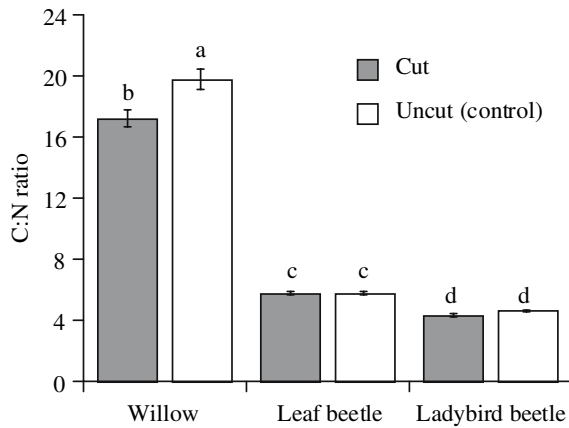 24
20
16
12
8
4
0
C:N ratio
b
a
c
c
d
d
Cut
Uncut (control)
Willow
Leaf beetle
Ladybird beetle